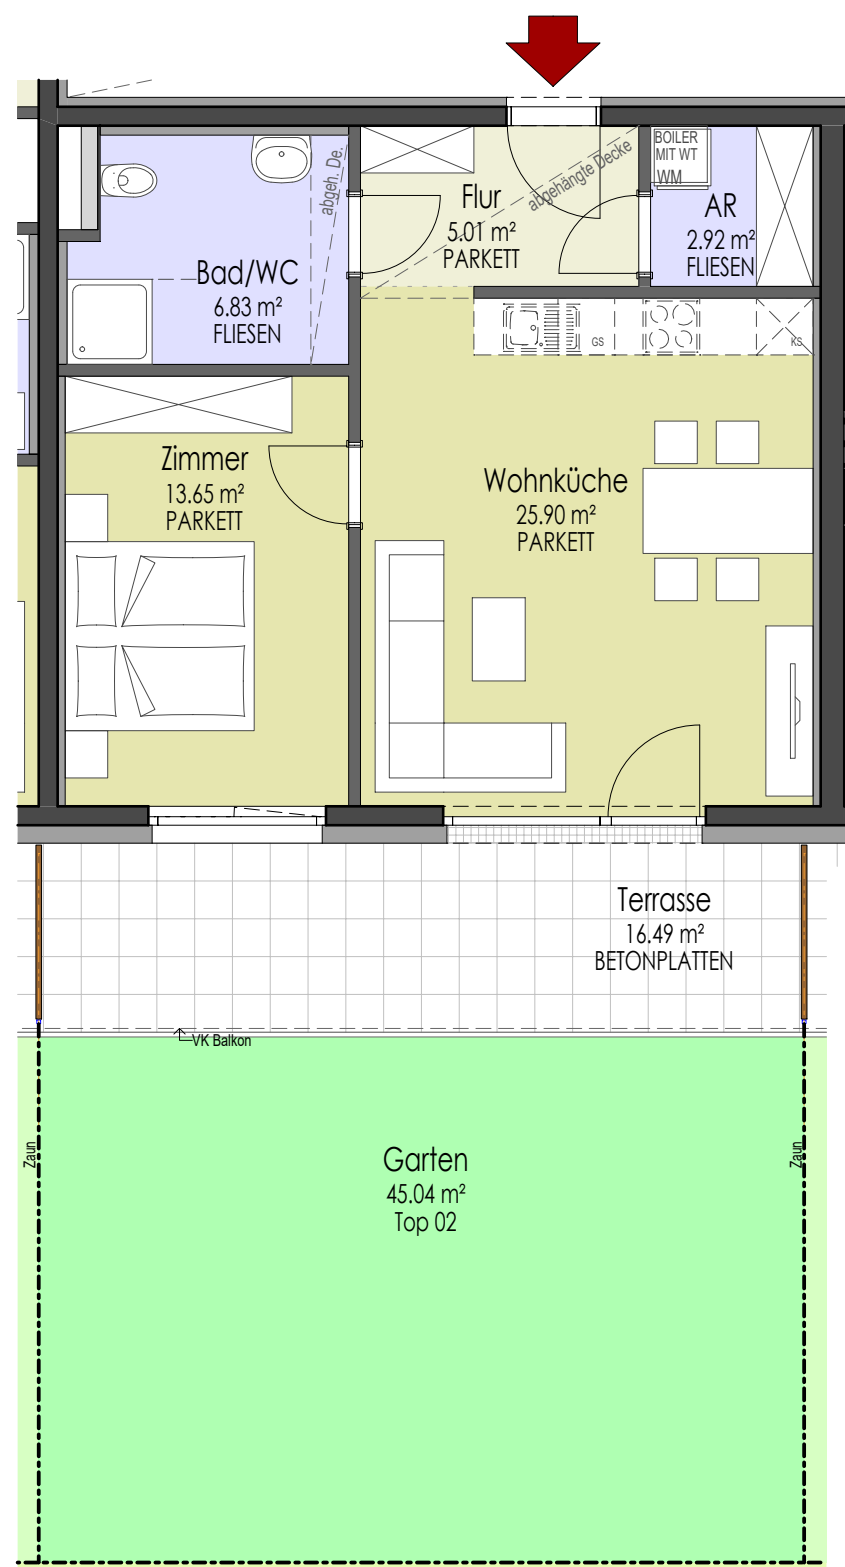 abgeh. De.
Flur
5.01 m²
PARKETT
abgehängte Decke
BOILER
MIT WT
WM
AR
2.92 m²
FLIESEN
Bad/WC
6.83 m²
FLIESEN
GS
KS
Zimmer
13.65 m²
PARKETT
Wohnküche
25.90 m²
PARKETT
Terrasse
16.49 m²
BETONPLATTEN
VK Balkon
Zaun
Zaun
Garten
45.04 m²
Top 02